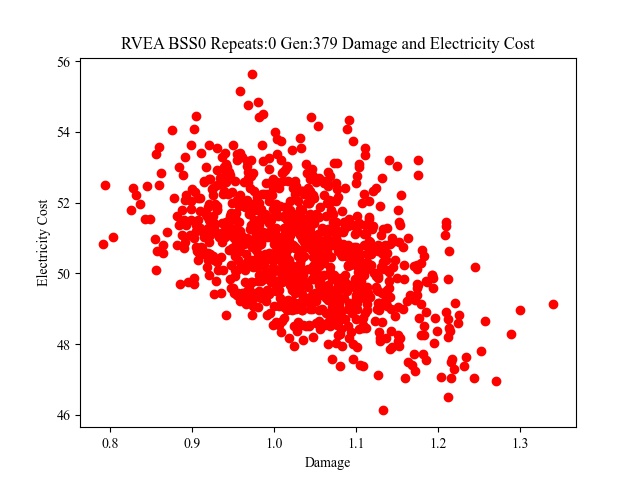 RVEA BSS0 Repeats:0 Gen:379 Damage and Electricity Cost
56
54
52
50
48
46
Electricity Cost
0.8 0.9 1.0 1.1 1.2 1.3
Damage